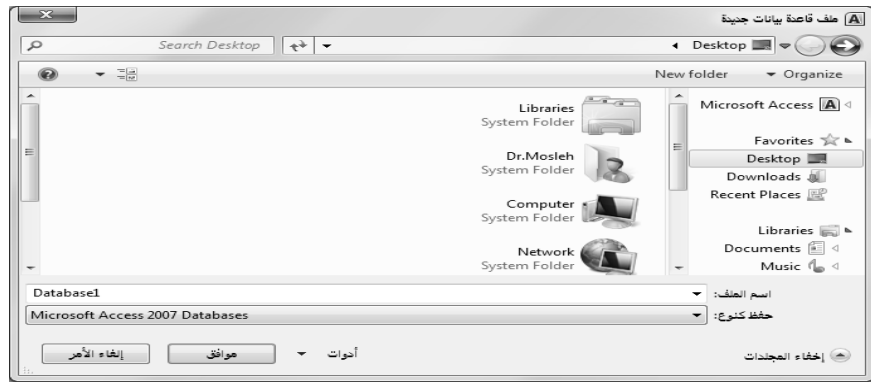 ملف قاعدة بيانات جديدة
Desktop
Search Desktop
Organize
New folder
Microsoft Access
Favorites
Desktop
Downloads
Recent Places
Libraries
Documents
Music
Libraries
System Folder
Dr.Mosleh
System Folder
Computer
System Folder
Network
System Folder
اسم الملف: Database1
حفظ كنوع: Microsoft Access 2007 Databases
إخفاء المجلدات
أدوات
موافق
إلغاء الأمر